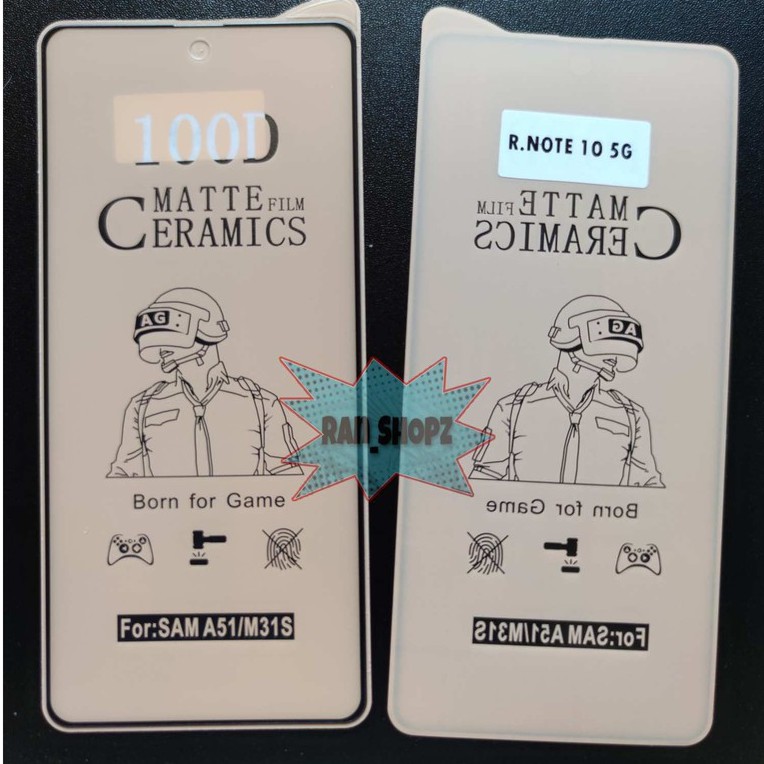 100D
MATTE FILM
CERAMICS
AG
Born for Game
For:SAM A51/M31S
R.NOTE 10 5G
MATTE FILM
CERAMICS
AG
Born for Game
For:SAM A51/M31S
RAN_SHOPZ